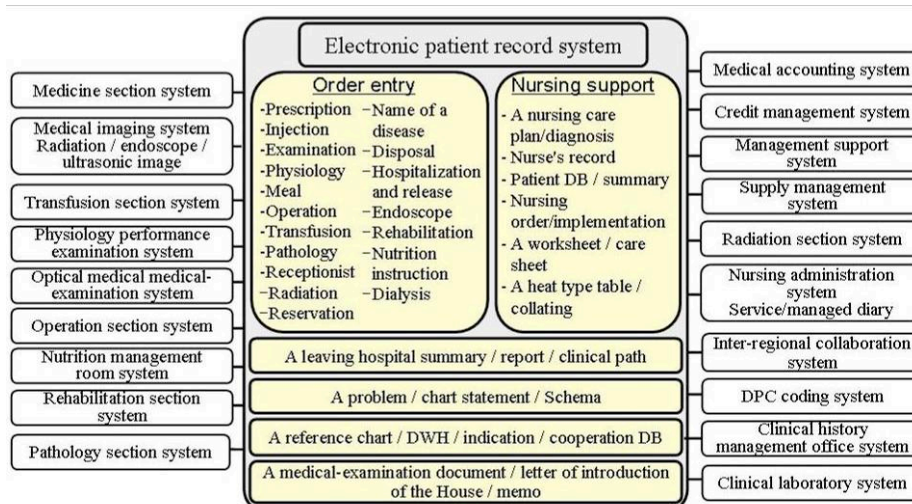 Electronic patient record system
Medicine section system
Medical imaging system
Radiation / endoscope /
ultrasonic image
Transfusion section system
Physiology performance
examination system
Optical medical medical-
examination system
Operation section system
Nutrition management
room system
Rehabilitation section
system
Pathology section system
Order entry
-Prescription
-Injection
-Examination
-Physiology
-Meal
-Operation
-Transfusion
-Pathology
-Receptionist
-Radiation
-Reservation
-Name of a
disease
-Disposal
-Hospitalization
and release
-Endoscope
-Rehabilitation
-Nutrition
instruction
-Dialysis
Nursing support
- A nursing care
plan/diagnosis
- Nurse's record
- Patient DB / summary
- Nursing
order/implementation
- A worksheet / care
sheet
- A heat type table /
collating
A leaving hospital summary / report / clinical path
A problem / chart statement / Schema
A reference chart / DWH / indication / cooperation DB
A medical-examination document / letter of introduction
of the House / memo
Medical accounting system
Credit management system
Management support
system
Supply management
system
Radiation section system
Nursing administration
system
Service/managed diary
Inter-regional collaboration
system
DPC coding system
Clinical history
management office system
Clinical laboratory system